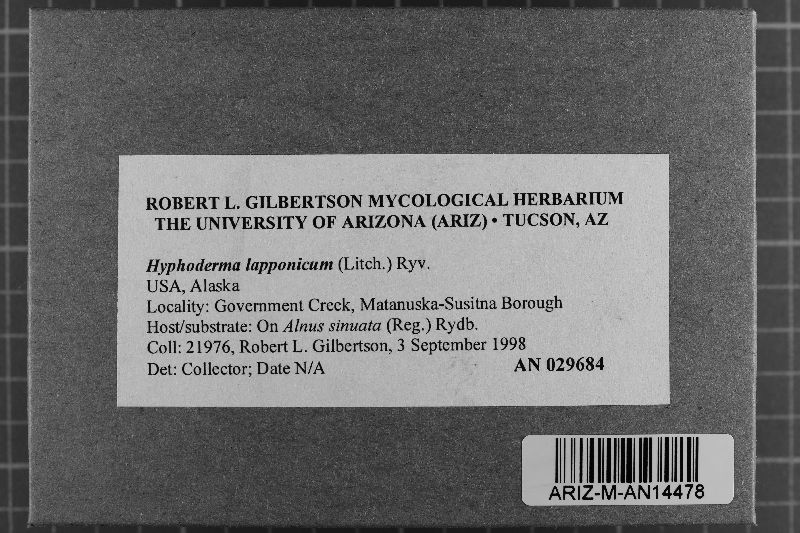 ROBERT L. GILBERTSON MYCOLOGICAL HERBARIUM
THE UNIVERSITY OF ARIZONA (ARIZ) • TUCSON, AZ
Hyphoderma lapponicum (Litch.) Ryv.
USA, Alaska
Locality: Government Creek, Matanuska-Susitna Borough
Host/substrate: On Alnus sinuata (Reg.) Rydb.
Coll: 21976, Robert L. Gilbertson, 3 September 1998
Det: Collector; Date N/A AN 029684
ARIZ-M-AN14478